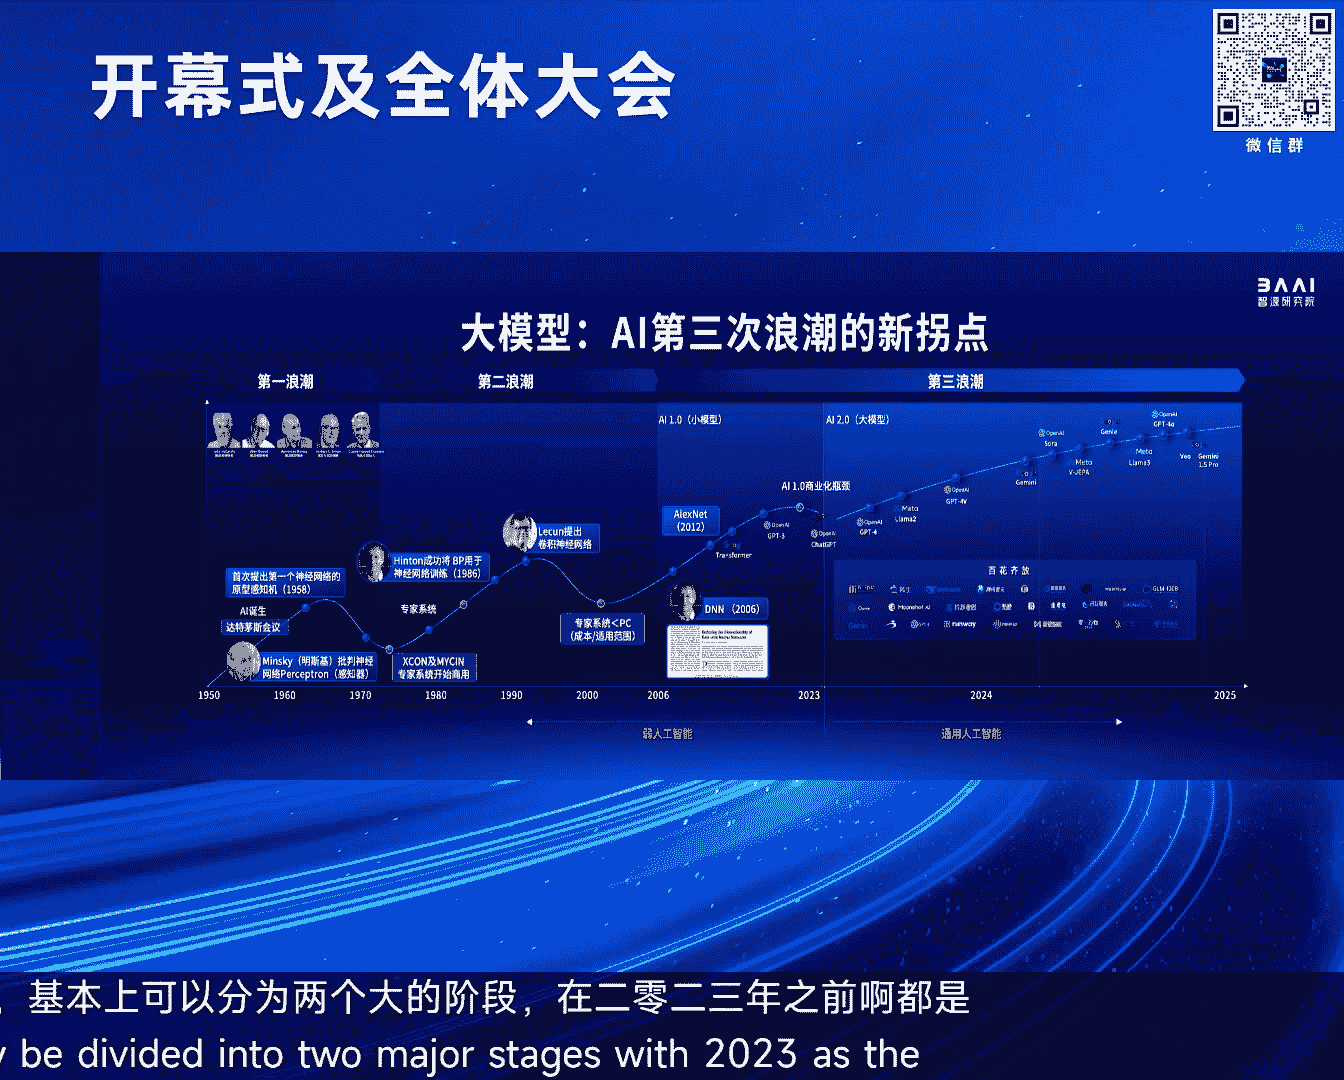 开幕式及全体大会
微信群
BAAI
智源研究院
大模型：AI第三次浪潮的新拐点
第一浪潮
第二浪潮
第三浪潮
AI 1.0（小模型）
AI 2.0（大模型）
OpenAI
GPT-4o
OpenAI
Sora
Genie
Meta
Llama3
Veo
Gemini
1.5 Pro
Meta
V-JEPA
Gemini
AI 1.0商业化瓶颈
OpenAI
GPT-4V
Meta
Llama2
OpenAI
GPT-4
OpenAI
ChatGPT
OpenAI
GPT-3
AlexNet
（2012）
Transformer
Lecun提出
卷积神经网络
Hinton成功将 BP用于
神经网络训练（1986）
首次提出第一个神经网络的
原型感知机（1958）
AI诞生
达特茅斯会议
专家系统
DNN（2006）
专家系统<PC
（成本/适用范围）
Minsky（明斯基）批判神经
网络Perceptron（感知器）
XCON及MYCIN
专家系统开始商用
百花齐放
Moonshot AI
runway
GLM-130B
1950
1960
1970
1980
1990
2000
2006
2023
2024
2025
弱人工智能
通用人工智能
，基本上可以分为两个大的阶段，在二零二三年之前啊都是
be divided into two major stages with 2023 as the